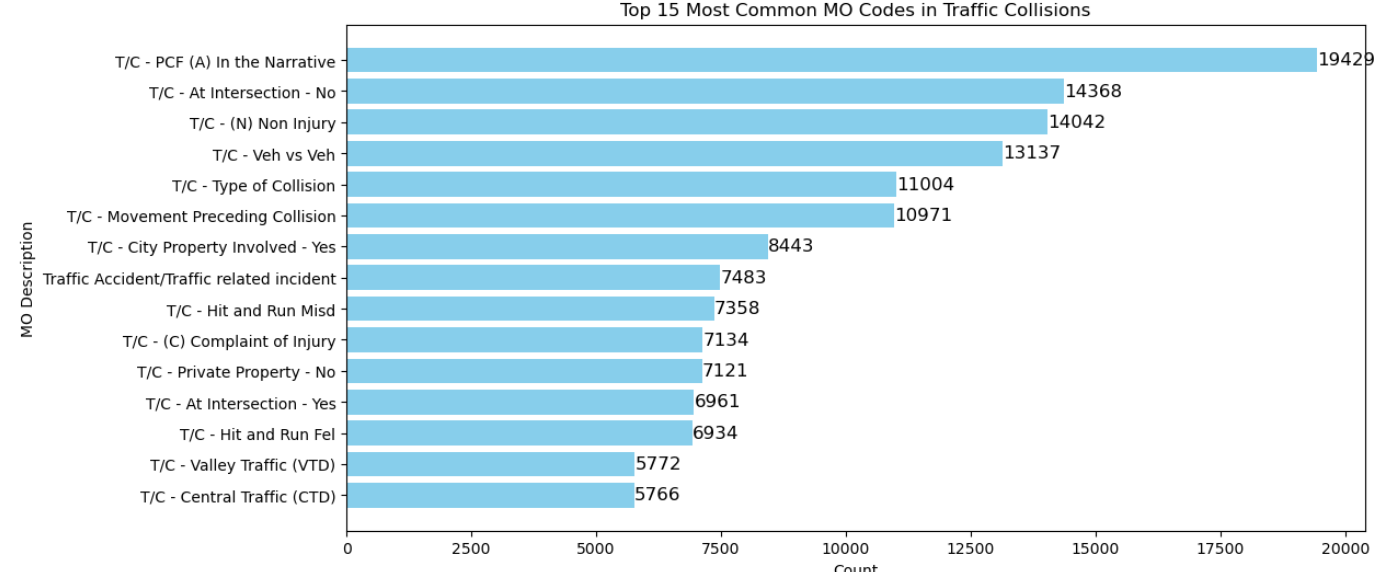 Top 15 Most Common MO Codes in Traffic Collisions
MO Description
T/C - PCF (A) In the Narrative 19429
T/C - At Intersection - No 14368
T/C - (N) Non Injury 14042
T/C - Veh vs Veh 13137
T/C - Type of Collision 11004
T/C - Movement Preceding Collision 10971
T/C - City Property Involved - Yes 8443
Traffic Accident/Traffic related incident 7483
T/C - Hit and Run Misd 7358
T/C - (C) Complaint of Injury 7134
T/C - Private Property - No 7121
T/C - At Intersection - Yes 6961
T/C - Hit and Run Fel 6934
T/C - Valley Traffic (VTD) 5772
T/C - Central Traffic (CTD) 5766
0 2500 5000 7500 10000 12500 15000 17500 20000
Count